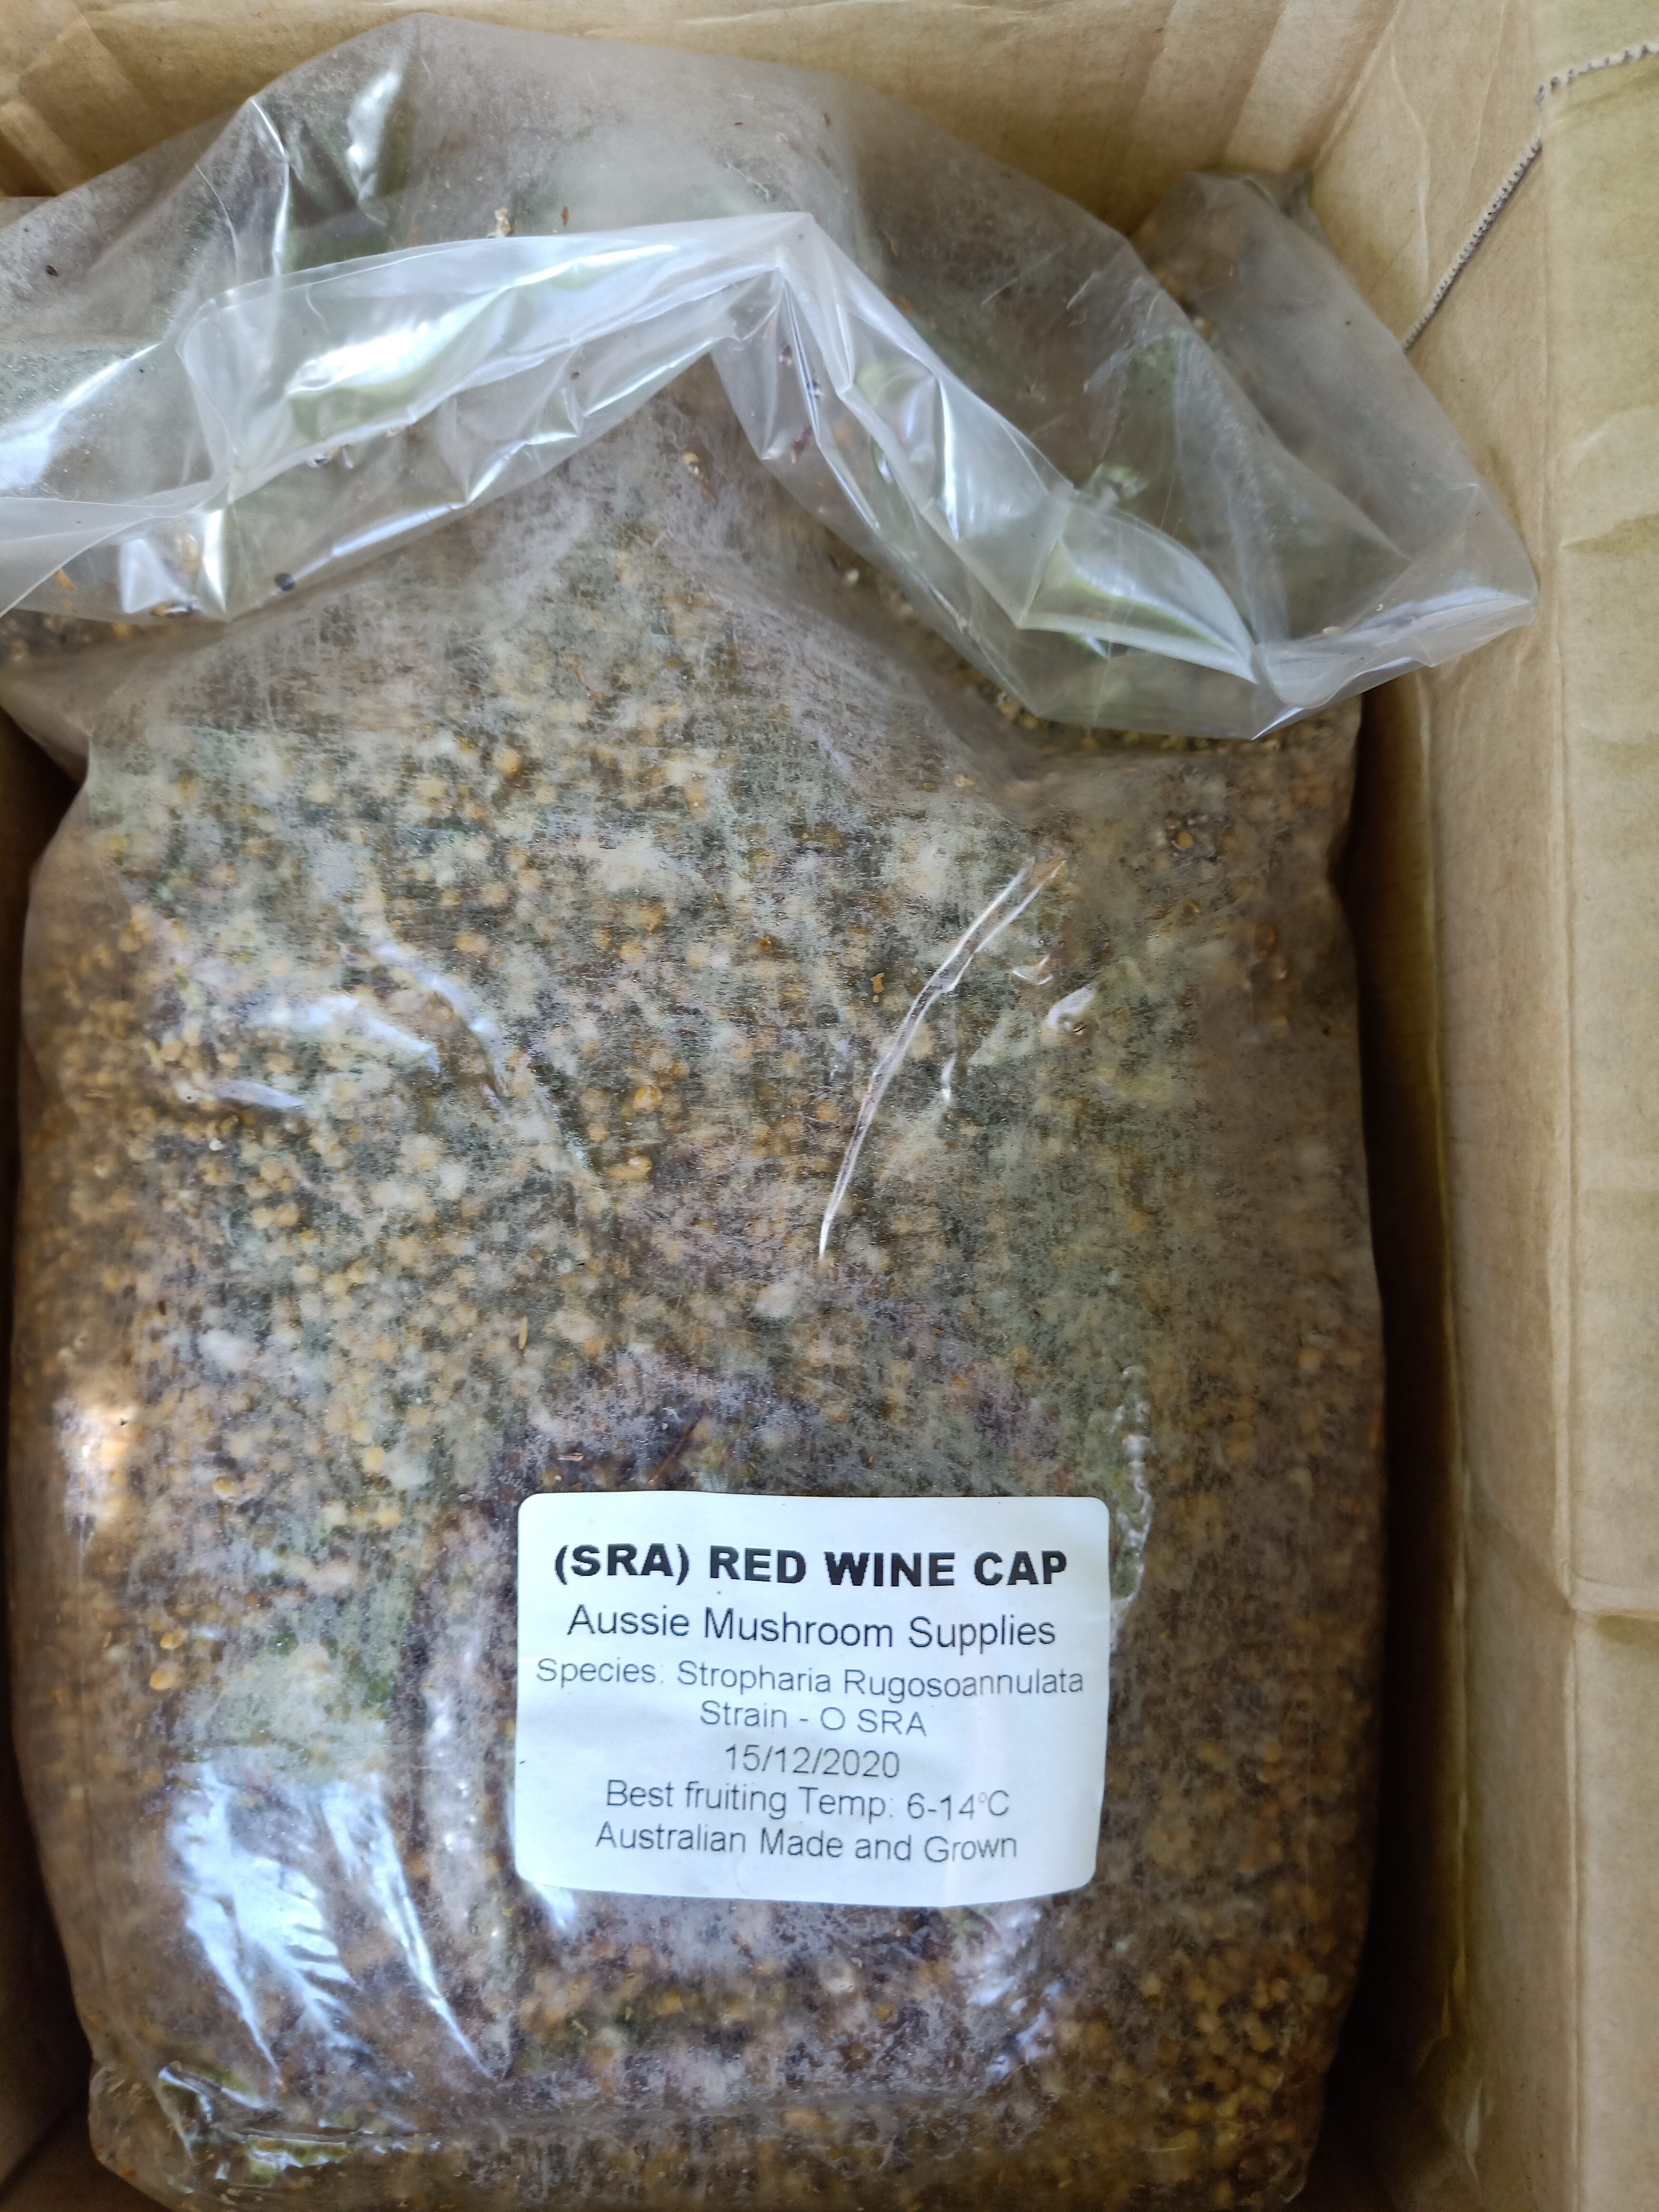 (SRA) RED WINE CAP
Aussie Mushroom Supplies
Species: Stropharia Rugosoannulata
Strain - O SRA
15/12/2020
Best fruiting Temp: 6-14°C
Australian Made and Grown